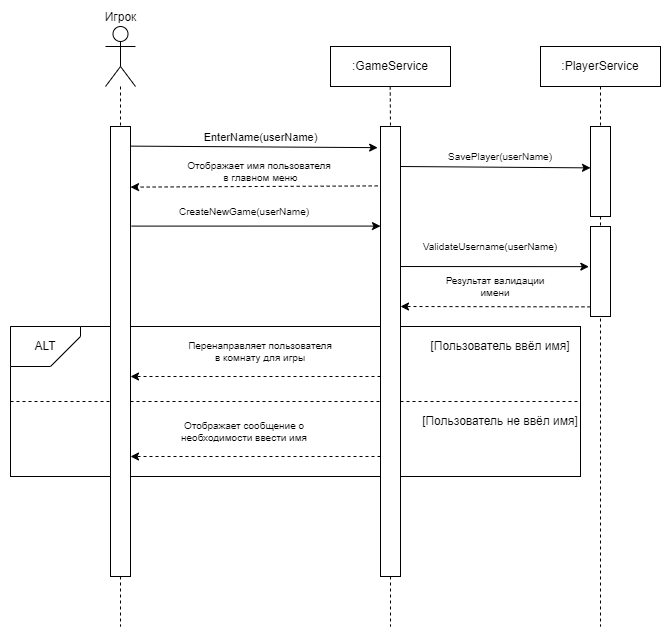 Игрок
:GameService
:PlayerService
EnterName(userName)
SavePlayer(userName)
Отображает имя пользователя
в главном меню
CreateNewGame(userName)
ValidateUsername(userName)
Результат валидации
имени
ALT
Перенаправляет пользователя
в комнату для игры
[Пользователь ввёл имя]
Отображает сообщение о
необходимости ввести имя
[Пользователь не ввёл имя]